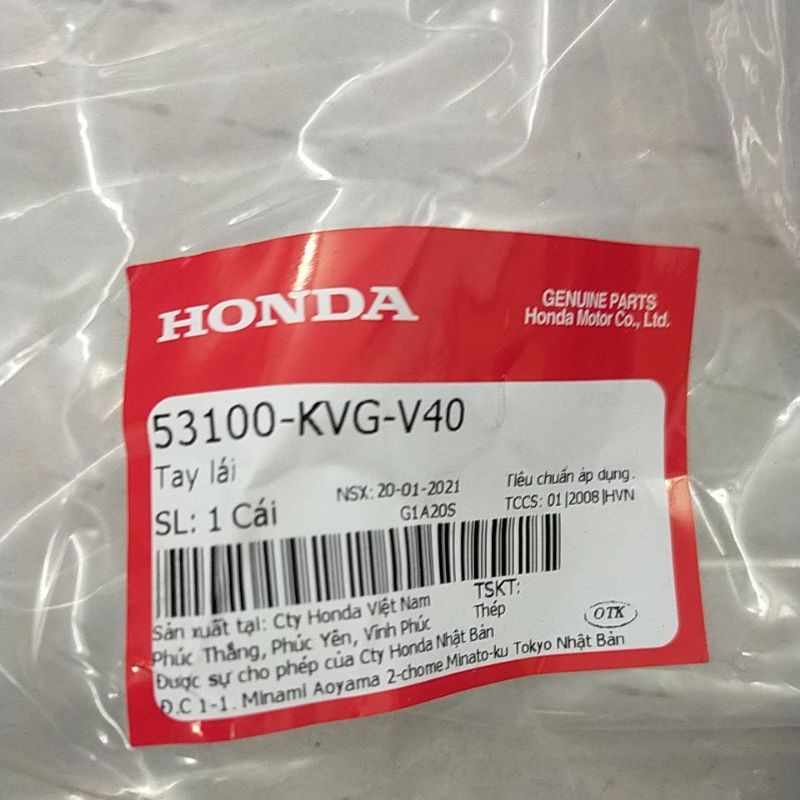 HONDA
GENUINE PARTS
Honda Motor Co., Ltd.
53100-KVG-V40
Tay lái
NSX: 20-01-2021
Tiêu chuẩn áp dụng.
SL: 1 Cái
G1A20S
TCCS: 01|2008|HVN
TSKT:
Sản xuất tại: Cty Honda Việt Nam
Thép
OTK
Phúc Thắng, Phúc Yên, Vĩnh Phúc
Được sự cho phép của Cty Honda Nhật Bản
Đ.C 1-1. Minami Aoyama 2-chome.Minato-ku Tokyo Nhật Bản